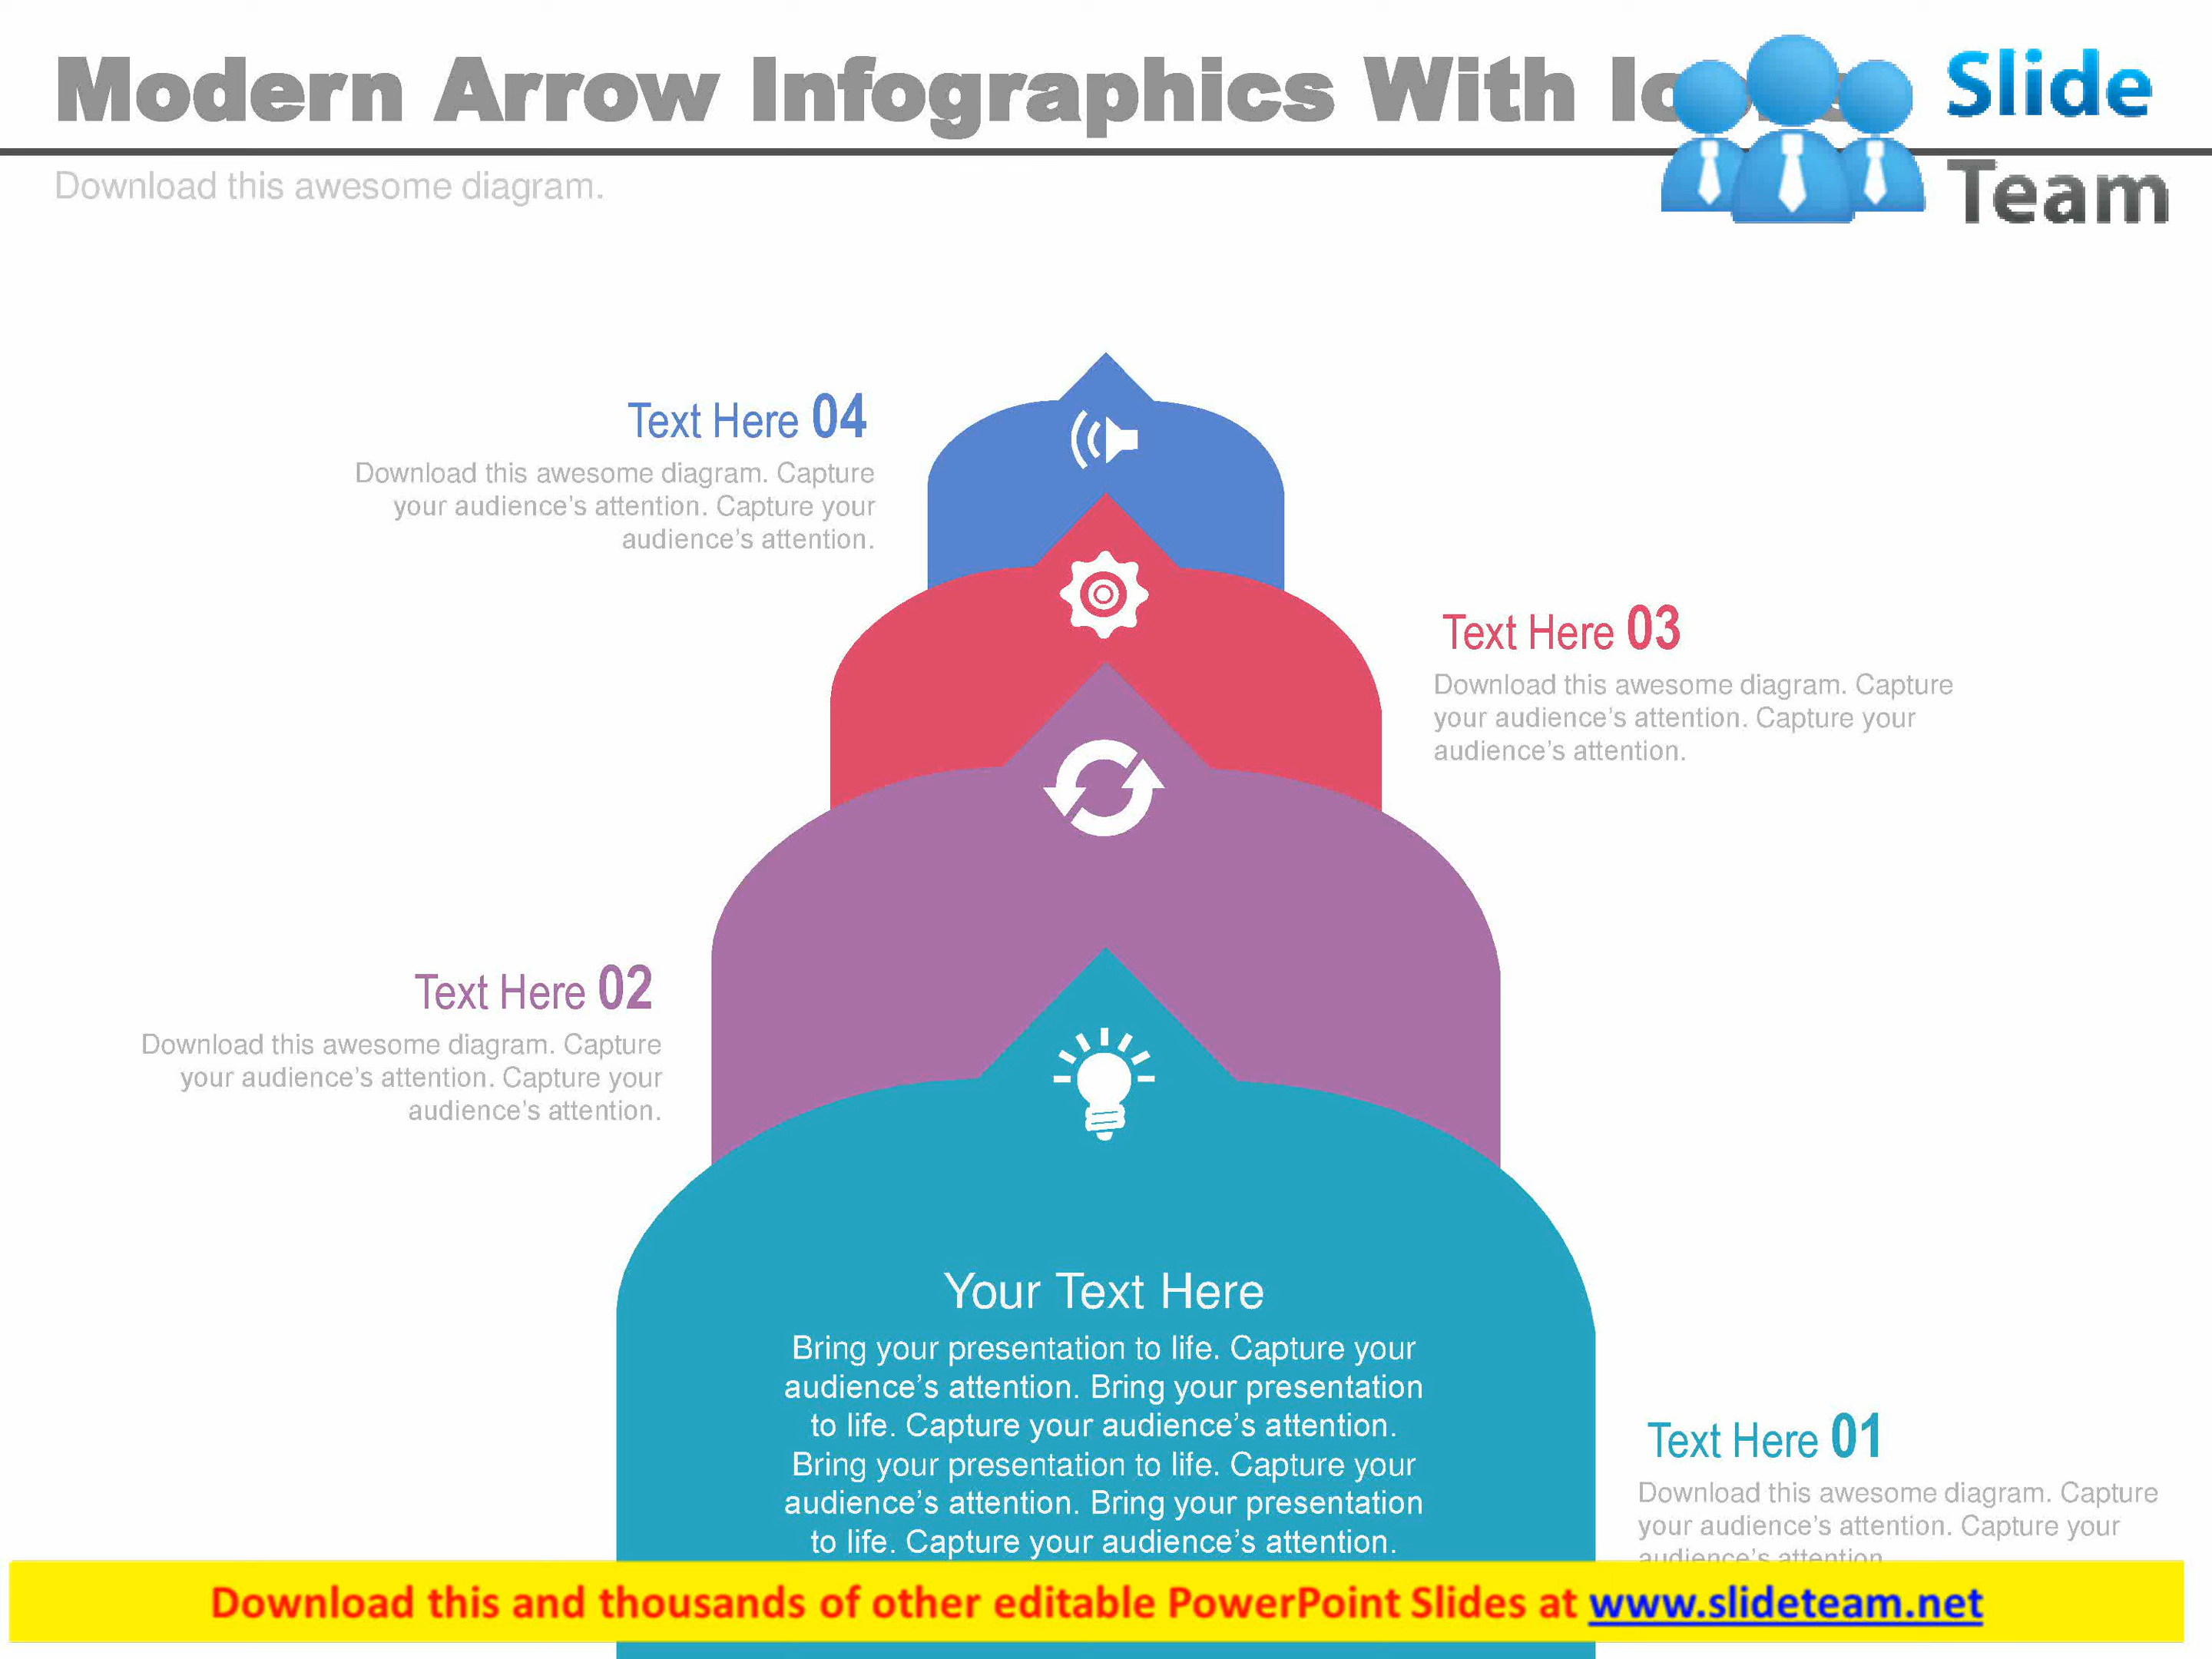 Modern Arrow Infographics With
Slide
Team
Download this awesome diagram.
Text Here 04
Download this awesome diagram. Capture
your audience's attention. Capture your
audience's attention.
Text Here 03
Download this awesome diagram. Capture
your audience's attention. Capture your
audience's attention.
Text Here 02
Download this awesome diagram. Capture
your audience's attention. Capture your
audience's attention.
Your Text Here
Bring your presentation to life. Capture your
audience's attention. Bring your presentation
to life. Capture your audience's attention.
Bring your presentation to life. Capture your
audience's attention. Bring your presentation
to life. Capture your audience's attention.
Text Here 01
Download this awesome diagram. Capture
your audience's attention. Capture your
audience's attention
Download this and thousands of other editable PowerPoint Slides at www.slideteam.net